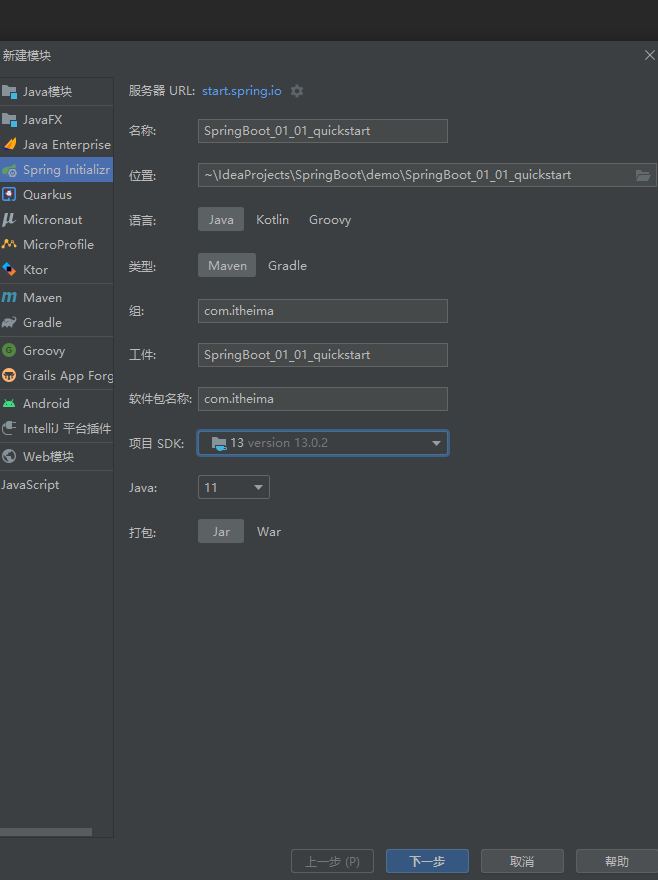 新建模块
Java模块
JavaFX
Java Enterprise
Spring Initializr
Quarkus
Micronaut
MicroProfile
Ktor
Maven
Gradle
Groovy
Grails App Forg
Android
IntelliJ 平台插件
Web模块
JavaScript
服务器 URL: start.spring.io
名称: SpringBoot_01_01_quickstart
位置: ~\IdeaProjects\SpringBoot\demo\SpringBoot_01_01_quickstart
语言: Java Kotlin Groovy
类型: Maven Gradle
组: com.itheima
工件: SpringBoot_01_01_quickstart
软件包名称: com.itheima
项目 SDK: 13 version 13.0.2
Java: 11
打包: Jar War
上一步 (P) 下一步 取消 帮助